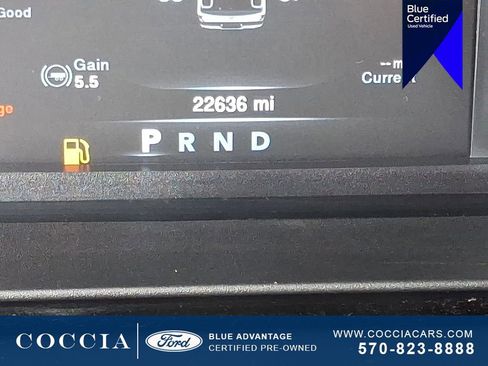 Good
Blue
Certified
Used Vehicle
Gain
5.5
-- m
Current
22636 mi
P R N D
COCCIA
Ford
BLUE ADVANTAGE
CERTIFIED PRE-OWNED
WWW.COCCIACARS.COM
570-823-8888